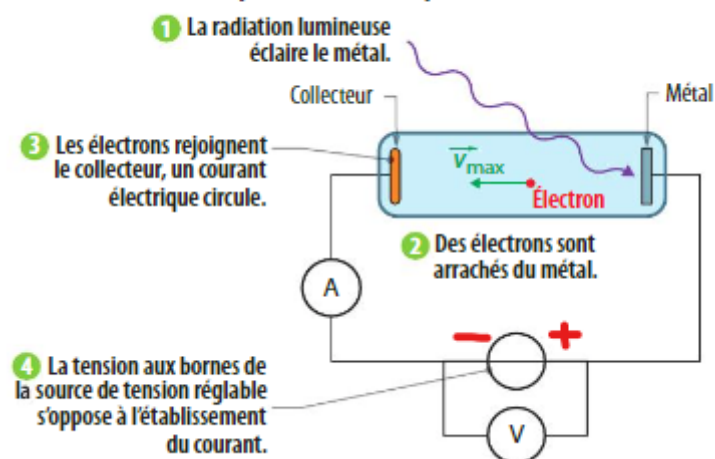 1 La radiation lumineuse
éclaire le métal.
Collecteur
Métal
3 Les électrons rejoignent
le collecteur, un courant
électrique circule.
v max
Électron
2 Des électrons sont
arrachés du métal.
A
− +
4 La tension aux bornes de
la source de tension réglable
s'oppose à l'établissement
du courant.
V